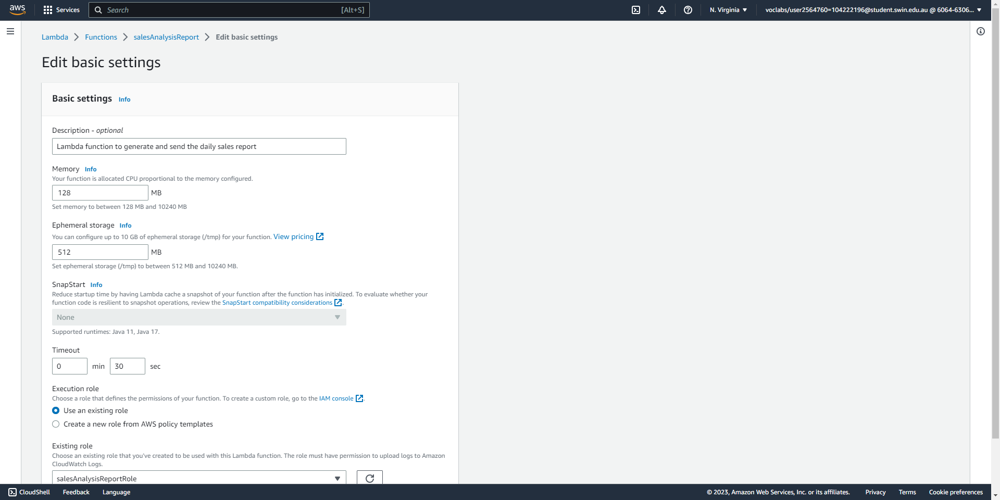 aws Services Search [Alt+S] N. Virginia voclabs/user2564760=104222196@student.swin.edu.au @ 6064-6306...
Lambda Functions salesAnalysisReport Edit basic settings
Edit basic settings
Basic settings Info
Description - optional
Lambda function to generate and send the daily sales report
Memory Info
Your function is allocated CPU proportional to the memory configured.
128 MB
Set memory to between 128 MB and 10240 MB
Ephemeral storage Info
You can configure up to 10 GB of ephemeral storage (/tmp) for your function. View pricing
512 MB
Set ephemeral storage (/tmp) to between 512 MB and 10240 MB.
SnapStart Info
Reduce startup time by having Lambda cache a snapshot of your function after the function has initialized. To evaluate whether your
function code is resilient to snapshot operations, review the SnapStart compatibility considerations.
None
Supported runtimes: Java 11, Java 17.
Timeout
0 min 30 sec
Execution role
Choose a role that defines the permissions of your function. To create a custom role, go to the IAM console.
Use an existing role
Create a new role from AWS policy templates
Existing role
Choose an existing role that you've created to be used with this Lambda function. The role must have permission to upload logs to Amazon
CloudWatch Logs.
salesAnalysisReportRole
CloudShell Feedback Language © 2023, Amazon Web Services, Inc. or its affiliates. Privacy Terms Cookie preferences